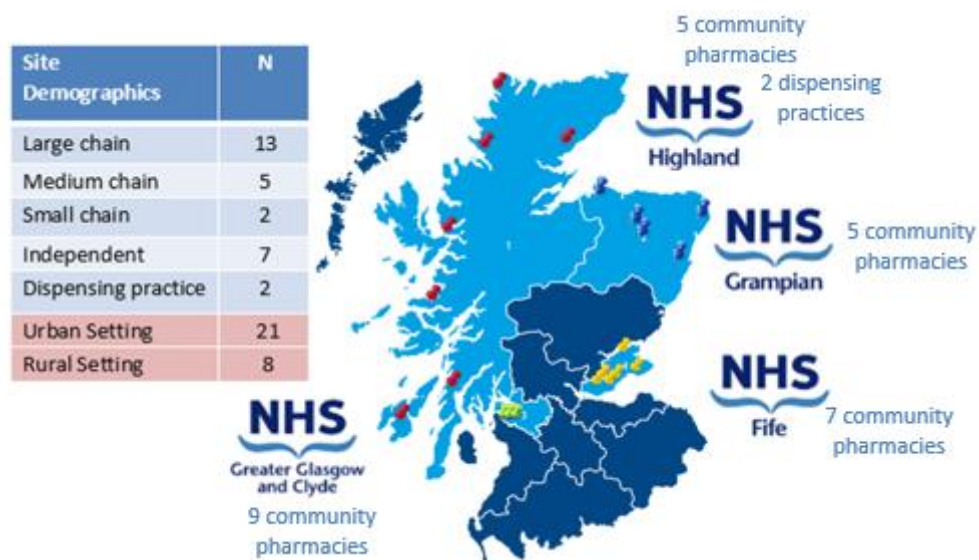 Site Demographics N
Large chain 13
Medium chain 5
Small chain 2
Independent 7
Dispensing practice 2
Urban Setting 21
Rural Setting 8
5 community
pharmacies
2 dispensing
practices
NHS
Highland
NHS
Grampian
5 community
pharmacies
NHS
Fife
7 community
pharmacies
NHS
Greater Glasgow
and Clyde
9 community
pharmacies